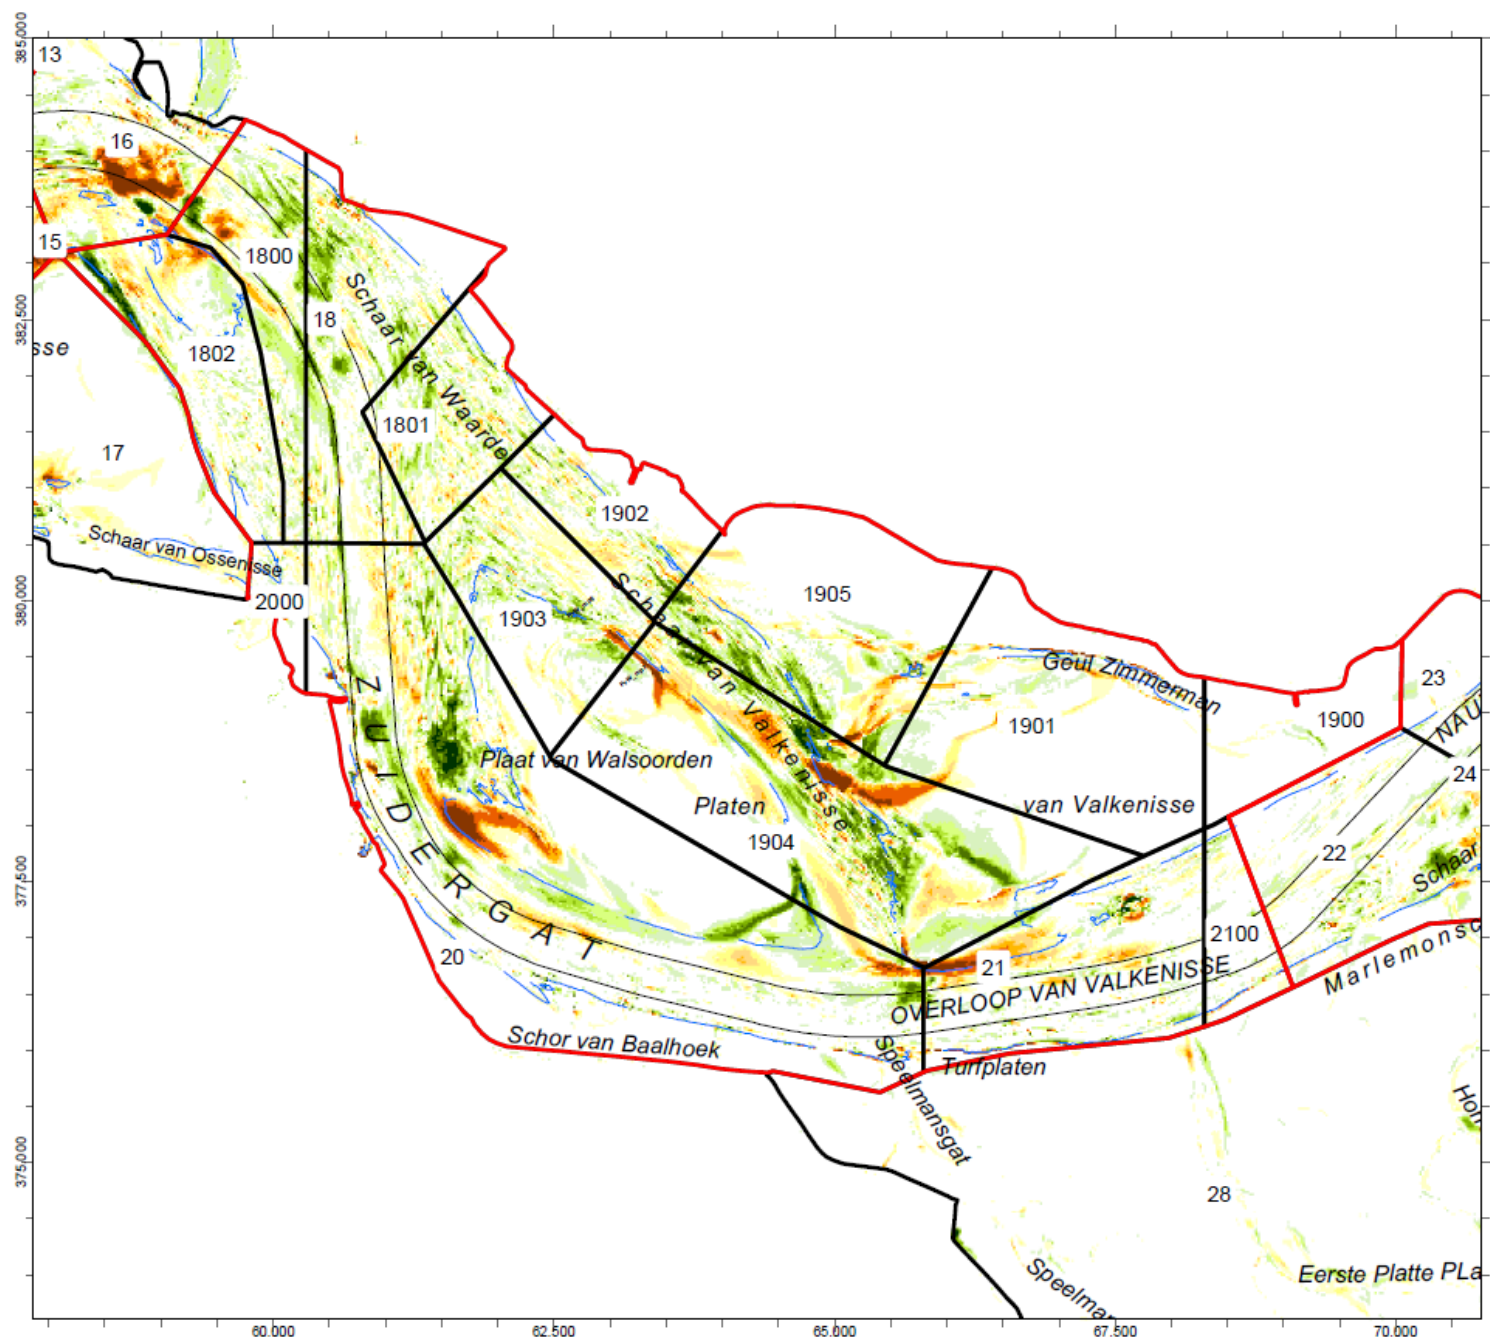 385.000
13
16
15
1800
18
382.500
sse
1802
Schaar van Waarde
1801
17
1902
Schaar van Ossenisse
380.000
2000
1903
1905
Schaar van Valkenisse
Geul Zimmerman
23
1901
1900
NAU
24
Plaat van Walsoorden
Platen
van Valkenisse
1904
22
Schaar
377.500
ZUIDERGAT
20
2100
21
OVERLOOP VAN VALKENISSE
Marlemonsc
Schor van Baalhoek
Speelmansgat
Turfplaten
375.000
28
Speelma
Eerste Platte PLa
60.000
62.500
65.000
67.500
70.000